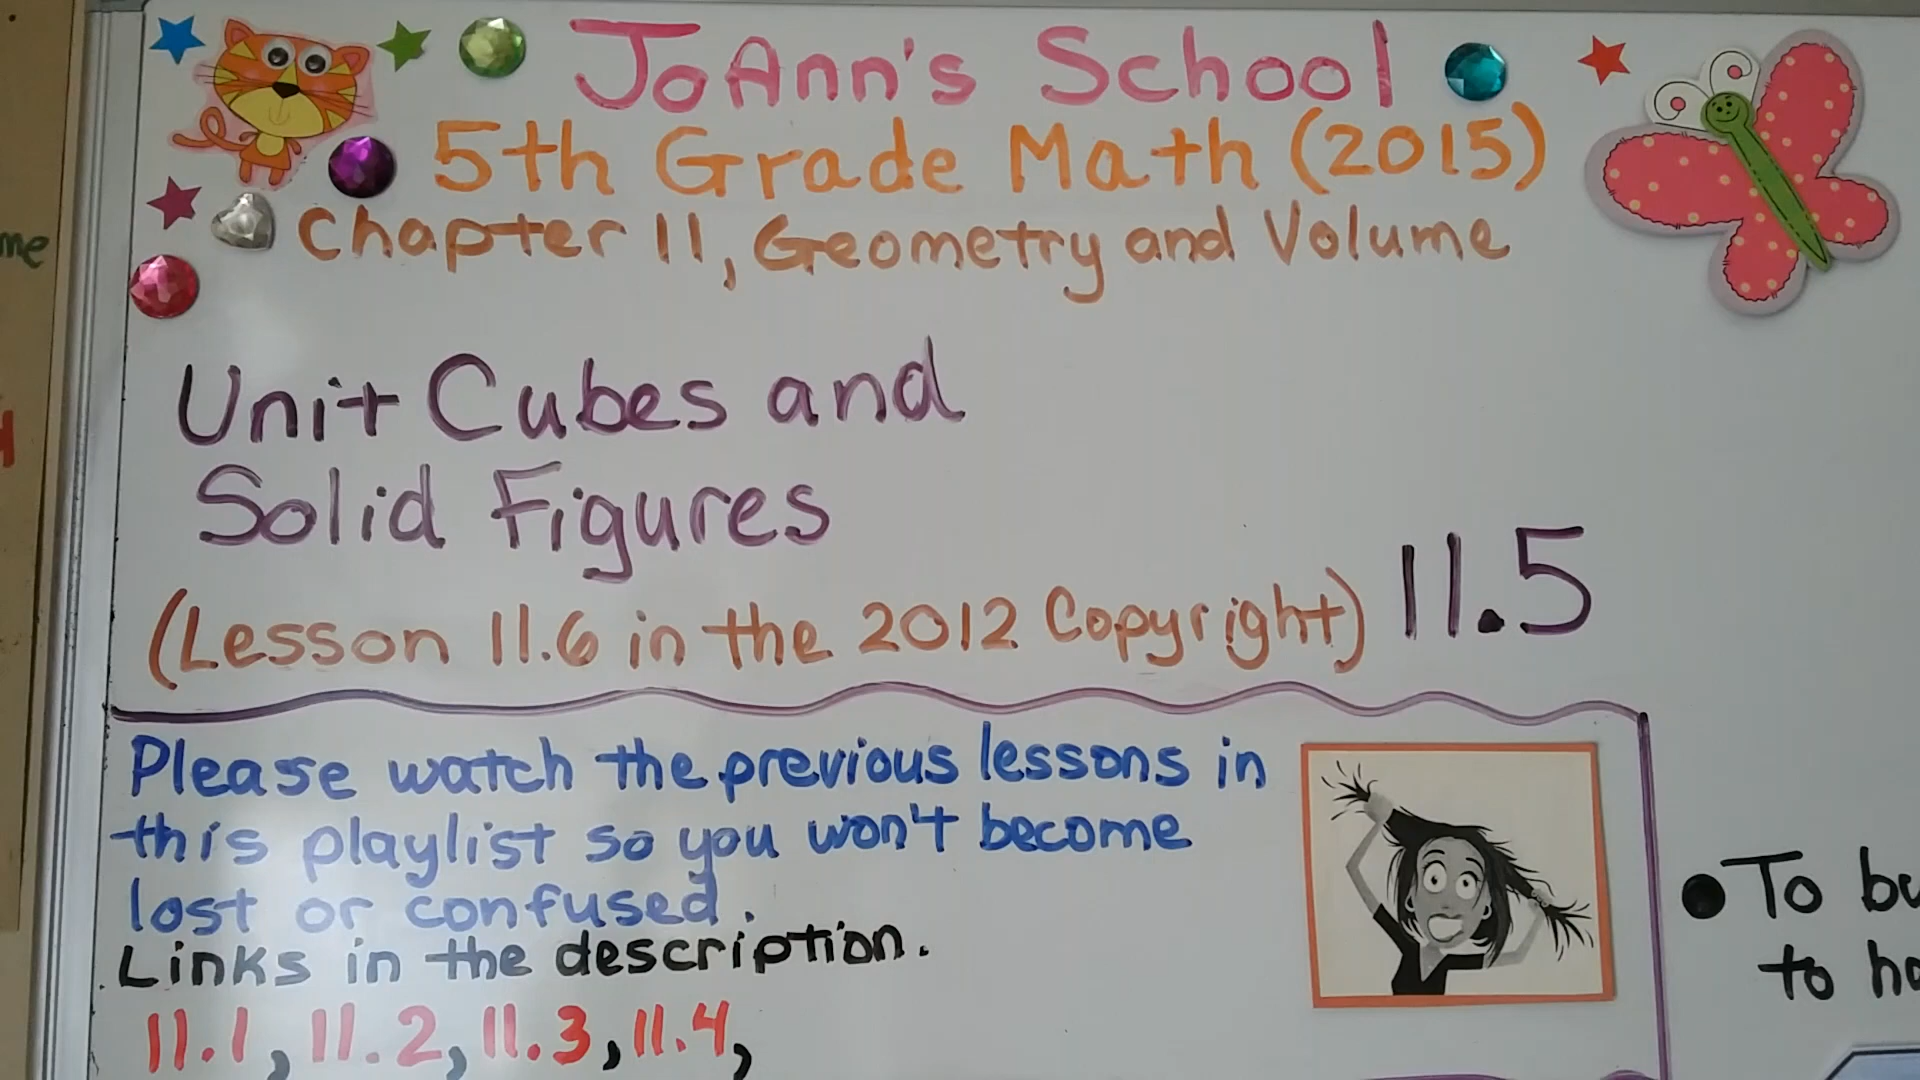 JoAnn's School
5th Grade Math (2015)
Chapter 11, Geometry and Volume
Unit Cubes and
Solid Figures
(Lesson 11.6 in the 2012 Copyright) 11.5
Please watch the previous lessons in
this playlist so you won't become
lost or confused.
Links in the description.
11.1, 11.2, 11.3, 11.4,
• To
to